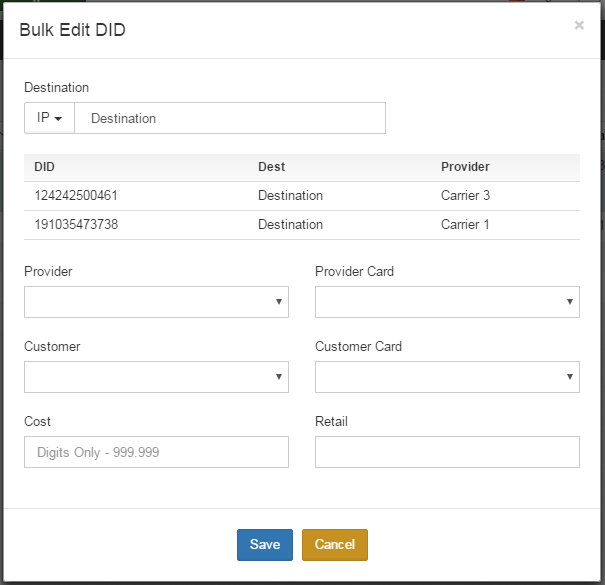 Bulk Edit DID ×
Destination
IP Destination
DID Dest Provider
124242500461 Destination Carrier 3
191035473738 Destination Carrier 1
Provider Provider Card
Customer Customer Card
Cost Retail
Digits Only - 999.999
Save Cancel